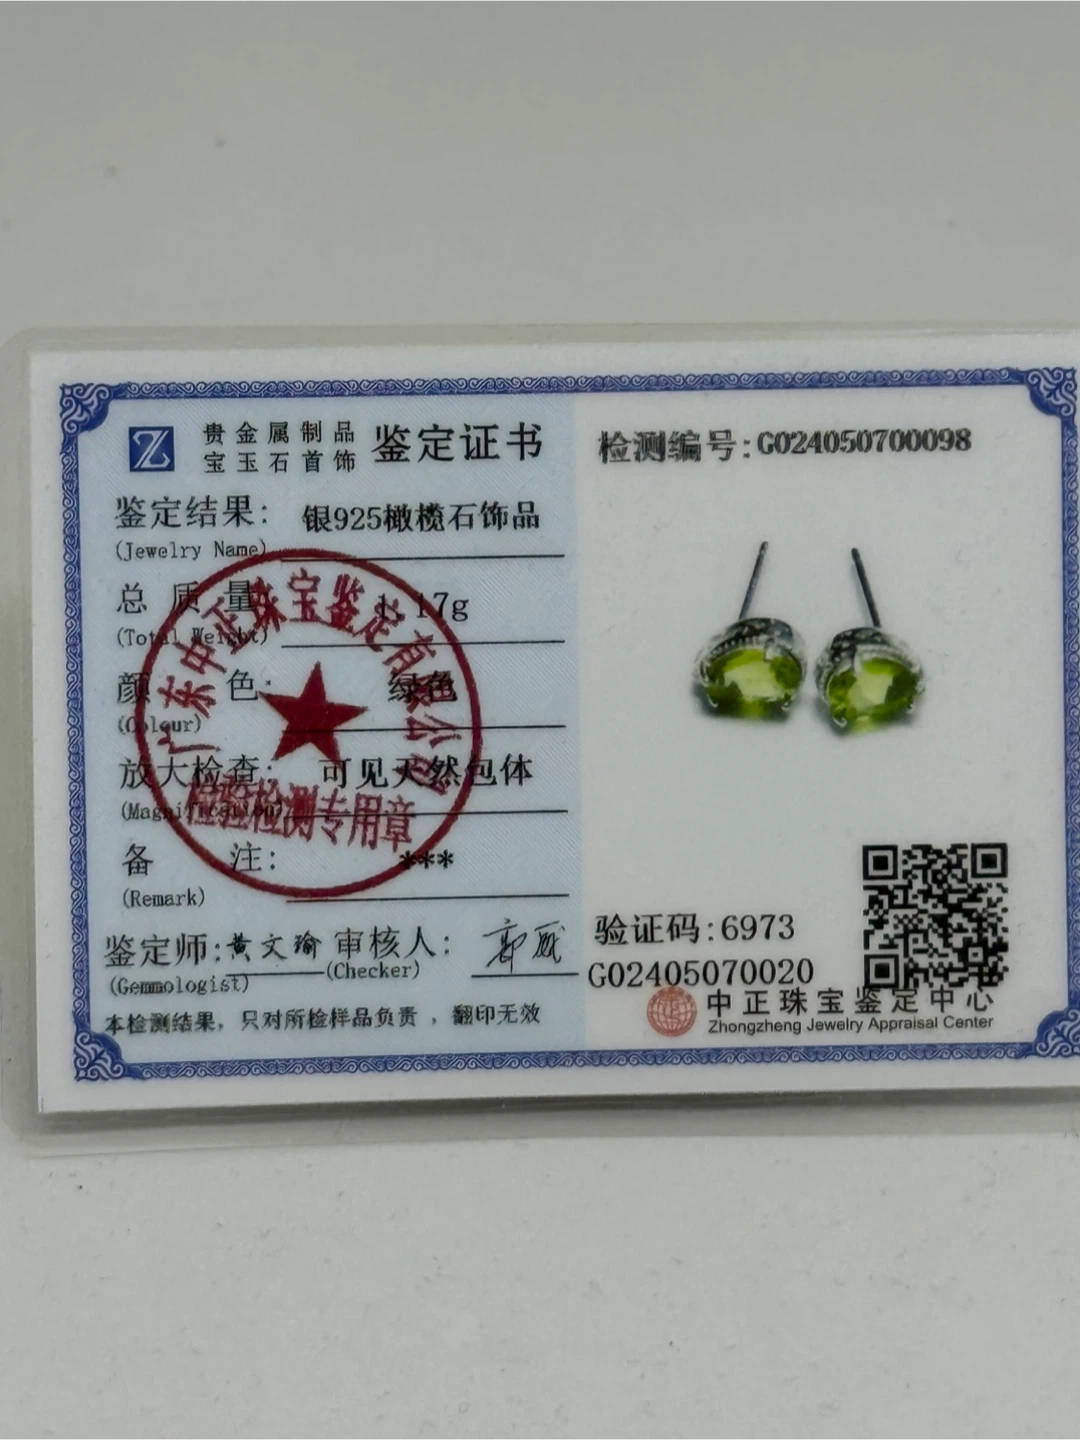 贵金属制品
宝玉石首饰
鉴定证书
鉴定结果: 银925橄榄石饰品
(Jewelry Name)
总质量 1.17g
(Total Weight)
颜色: 绿色
(Colour)
放大检查: 可见天然包体
(Magnification)
备注: ***
(Remark)
鉴定师: 黄文瑜 审核人:
(Gemmologist) (Checker)
本检测结果，只对所检样品负责，翻印无效
广东中正珠宝鉴定有限公司
检验检测专用章
检测编号:G024050700098
验证码:6973
G02405070020
中正珠宝鉴定中心
Zhongzheng Jewelry Appraisal Center